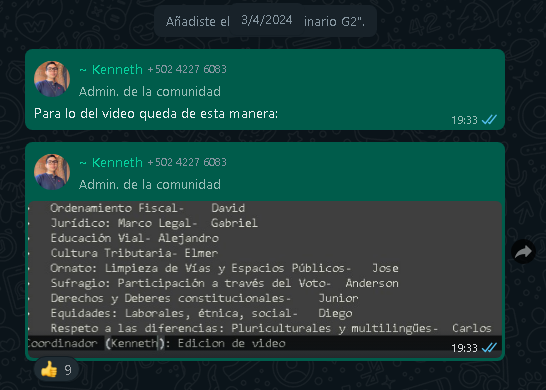 Añadiste el 3/4/2024 inario G2".
~ Kenneth +502 4227 6083
Admin. de la comunidad
Para lo del video queda de esta manera:
19:33
~ Kenneth +502 4227 6083
Admin. de la comunidad
· Ordenamiento Fiscal- David
· Jurídico: Marco Legal- Gabriel
· Educación Vial- Alejandro
· Cultura Tributaria- Elmer
· Ornato: Limpieza de Vías y Espacios Públicos- Jose
· Sufragio: Participación a través del Voto- Anderson
· Derechos y Deberes constitucionales- Junior
· Equidades: Laborales, étnica, social- Diego
· Respeto a las diferencias: Pluriculturales y multilingües- Carlos
Coordinador (Kenneth): Edicion de video
19:33
👍 9